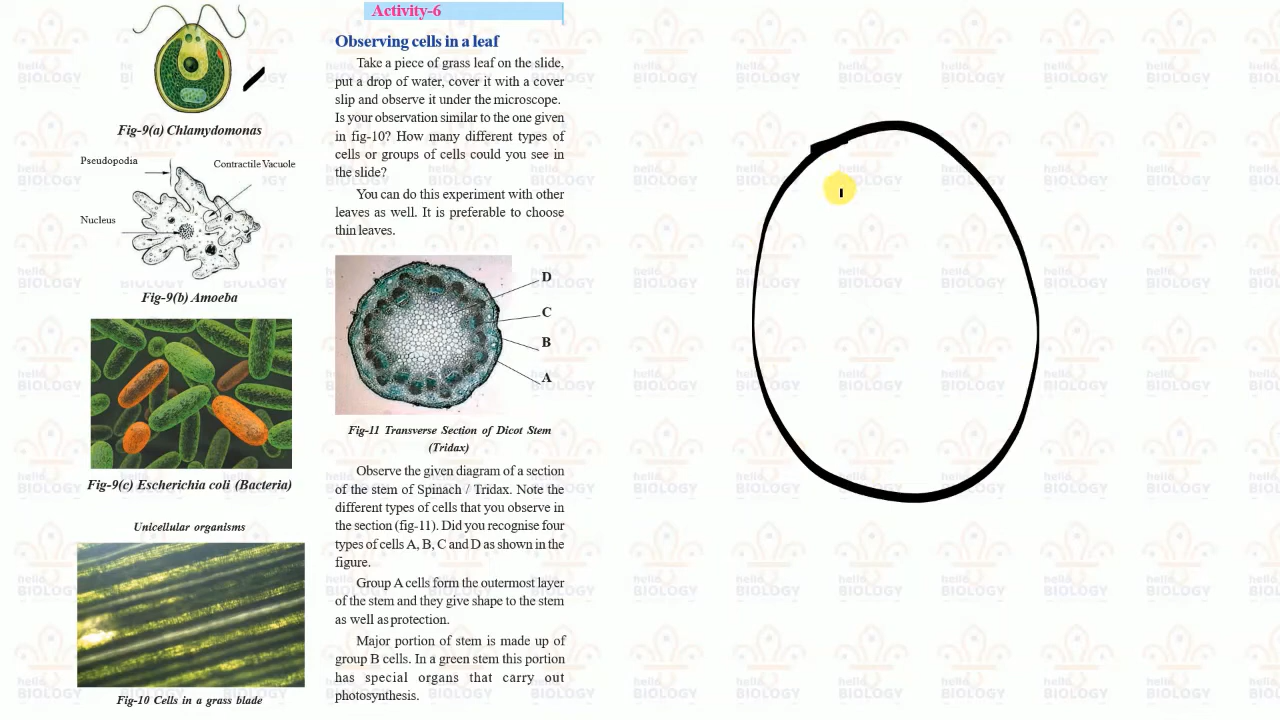 Fig-9(a) Chlamydomonas
Pseudopodia
Contractile Vacuole
Nucleus
Fig-9(b) Amoeba
Fig-9(c) Escherichia coli (Bacteria)
Unicellular organisms
Fig-10 Cells in a grass blade
Activity-6
Observing cells in a leaf
Take a piece of grass leaf on the slide,
put a drop of water, cover it with a cover
slip and observe it under the microscope.
Is your observation similar to the one given
in fig-10? How many different types of
cells or groups of cells could you see in
the slide?
You can do this experiment with other
leaves as well. It is preferable to choose
thin leaves.
D
C
B
A
Fig-11 Transverse Section of Dicot Stem
(Tridax)
Observe the given diagram of a section
of the stem of Spinach / Tridax. Note the
different types of cells that you observe in
the section (fig-11). Did you recognise four
types of cells A, B, C and D as shown in the
figure.
Group A cells form the outermost layer
of the stem and they give shape to the stem
as well as protection.
Major portion of stem is made up of
group B cells. In a green stem this portion
has special organs that carry out
photosynthesis.
hello
BIOLOGY